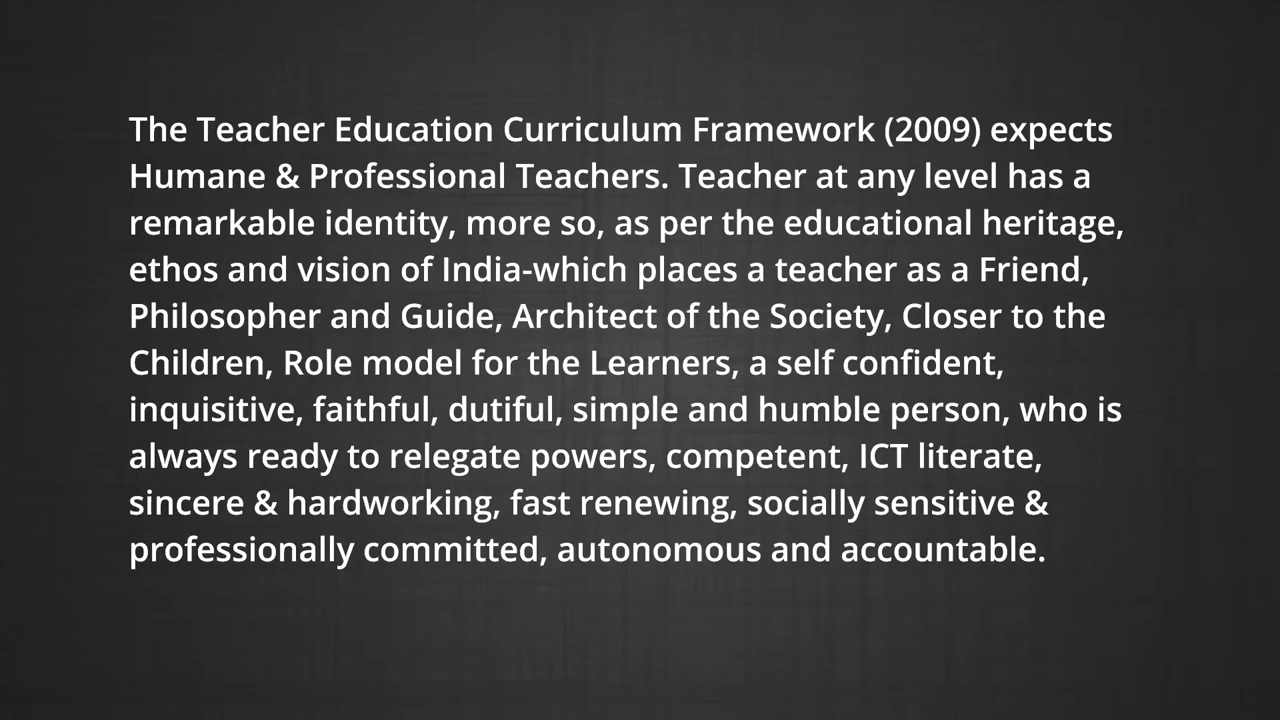 The Teacher Education Curriculum Framework (2009) expects
Humane & Professional Teachers. Teacher at any level has a
remarkable identity, more so, as per the educational heritage,
ethos and vision of India-which places a teacher as a Friend,
Philosopher and Guide, Architect of the Society, Closer to the
Children, Role model for the Learners, a self confident,
inquisitive, faithful, dutiful, simple and humble person, who is
always ready to relegate powers, competent, ICT literate,
sincere & hardworking, fast renewing, socially sensitive &
professionally committed, autonomous and accountable.